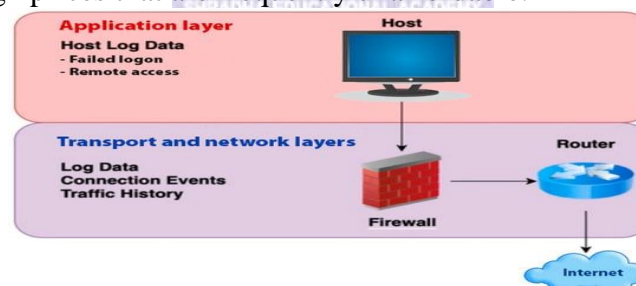 Application layer
Host
Host Log Data
- Failed logon
- Remote access
Transport and network layers
Router
Log Data
Connection Events
Traffic History
Firewall
Internet